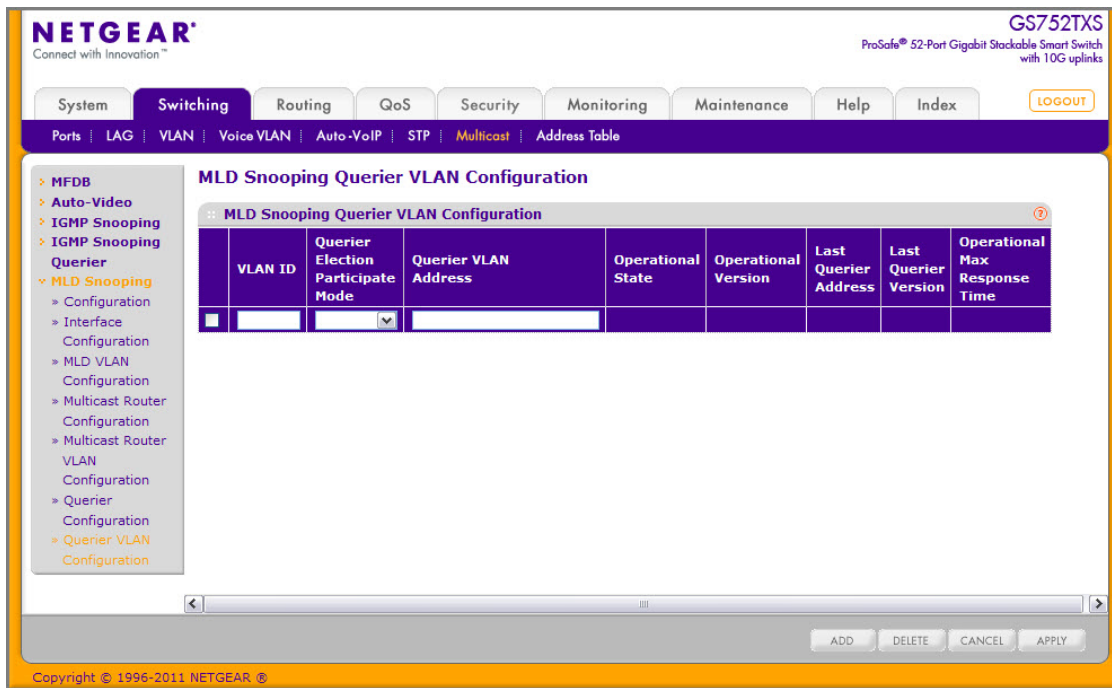 NETGEAR®
Connect with Innovation™
GS752TXS
ProSafe® 52-Port Gigabit Stackable Smart Switch
with 10G uplinks
System
Switching
Routing
QoS
Security
Monitoring
Maintenance
Help
Index
LOGOUT
Ports
LAG
VLAN
Voice VLAN
Auto-VoIP
STP
Multicast
Address Table
MFDB
Auto-Video
IGMP Snooping
IGMP Snooping
Querier
MLD Snooping
» Configuration
» Interface
Configuration
» MLD VLAN
Configuration
» Multicast Router
Configuration
» Multicast Router
VLAN
Configuration
» Querier
Configuration
» Querier VLAN
Configuration
MLD Snooping Querier VLAN Configuration
MLD Snooping Querier VLAN Configuration
?
VLAN ID
Querier
Election
Participate
Mode
Querier VLAN
Address
Operational
State
Operational
Version
Last
Querier
Address
Last
Querier
Version
Operational
Max
Response
Time
ADD
DELETE
CANCEL
APPLY
Copyright © 1996-2011 NETGEAR ®